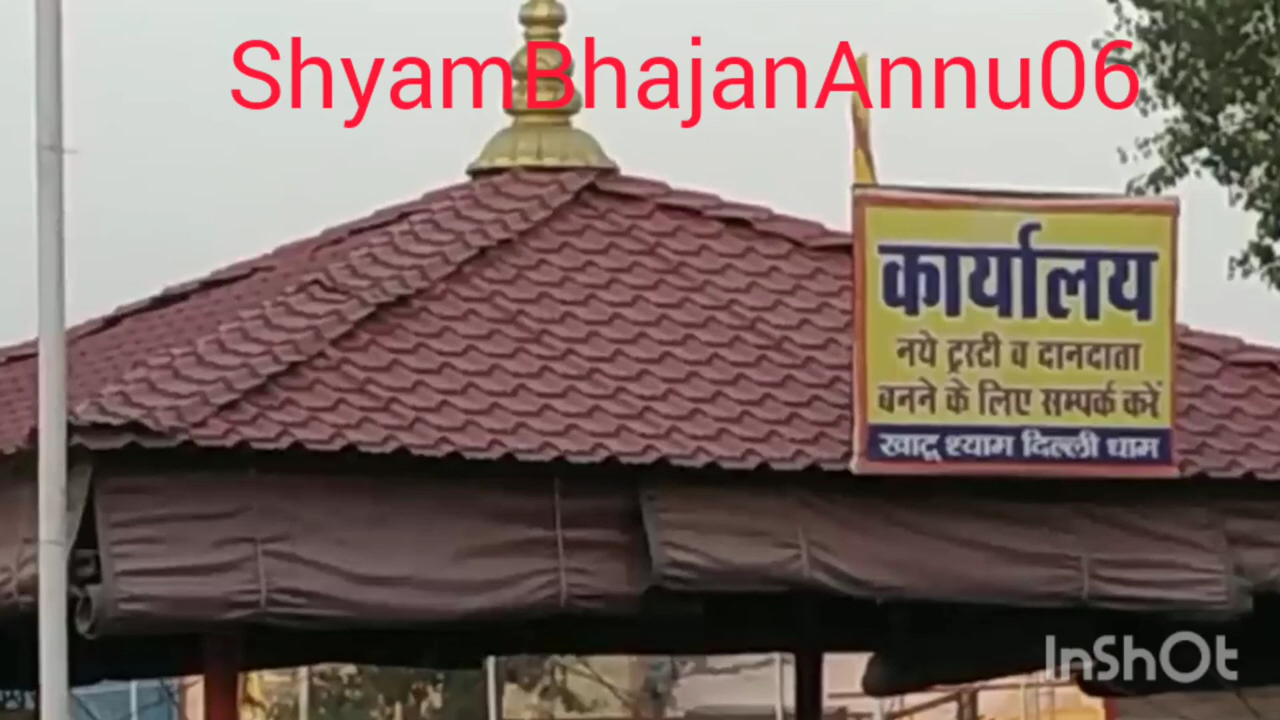 ShyamBhajanAnnu06
कार्यालय
नये ट्रस्टी व दानदाता
बनने के लिए सम्पर्क करें
खाटू श्याम दिल्ली धाम
InShOt